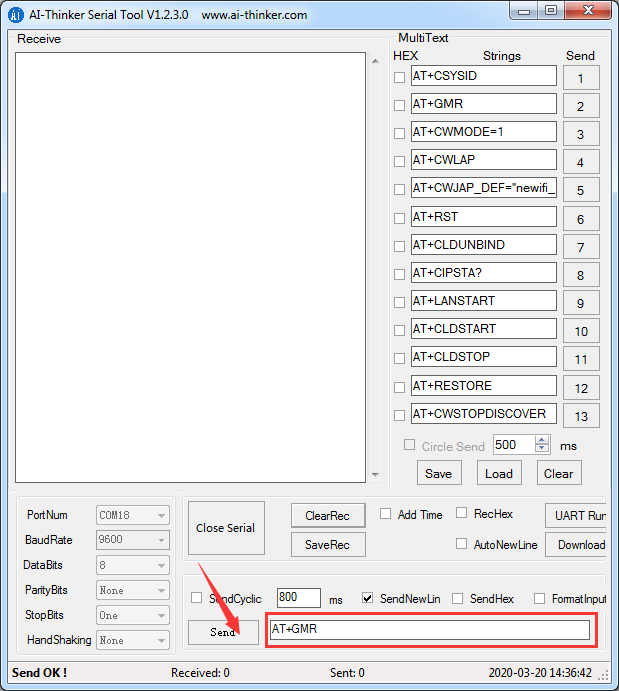 AI-Thinker Serial Tool V1.2.3.0 www.ai-thinker.com
Receive
MultiText
HEX Strings Send
AT+CSYSID 1
AT+GMR 2
AT+CWMODE=1 3
AT+CWLAP 4
AT+CWJAP_DEF="newifi_ 5
AT+RST 6
AT+CLDUNBIND 7
AT+CIPSTA? 8
AT+LANSTART 9
AT+CLDSTART 10
AT+CLDSTOP 11
AT+RESTORE 12
AT+CWSTOPDISCOVER 13
Circle Send 500 ms
Save Load Clear
PortNum COM18
BaudRate 9600
DataBits 8
ParityBits None
StopBits One
HandShaking None
Close Serial
ClearRec Add Time RecHex UART Run
SaveRec AutoNewLine Download
SendCyclic 800 ms SendNewLin SendHex FormatInput
Send AT+GMR
Send OK ! Received: 0 Sent: 0 2020-03-20 14:36:42